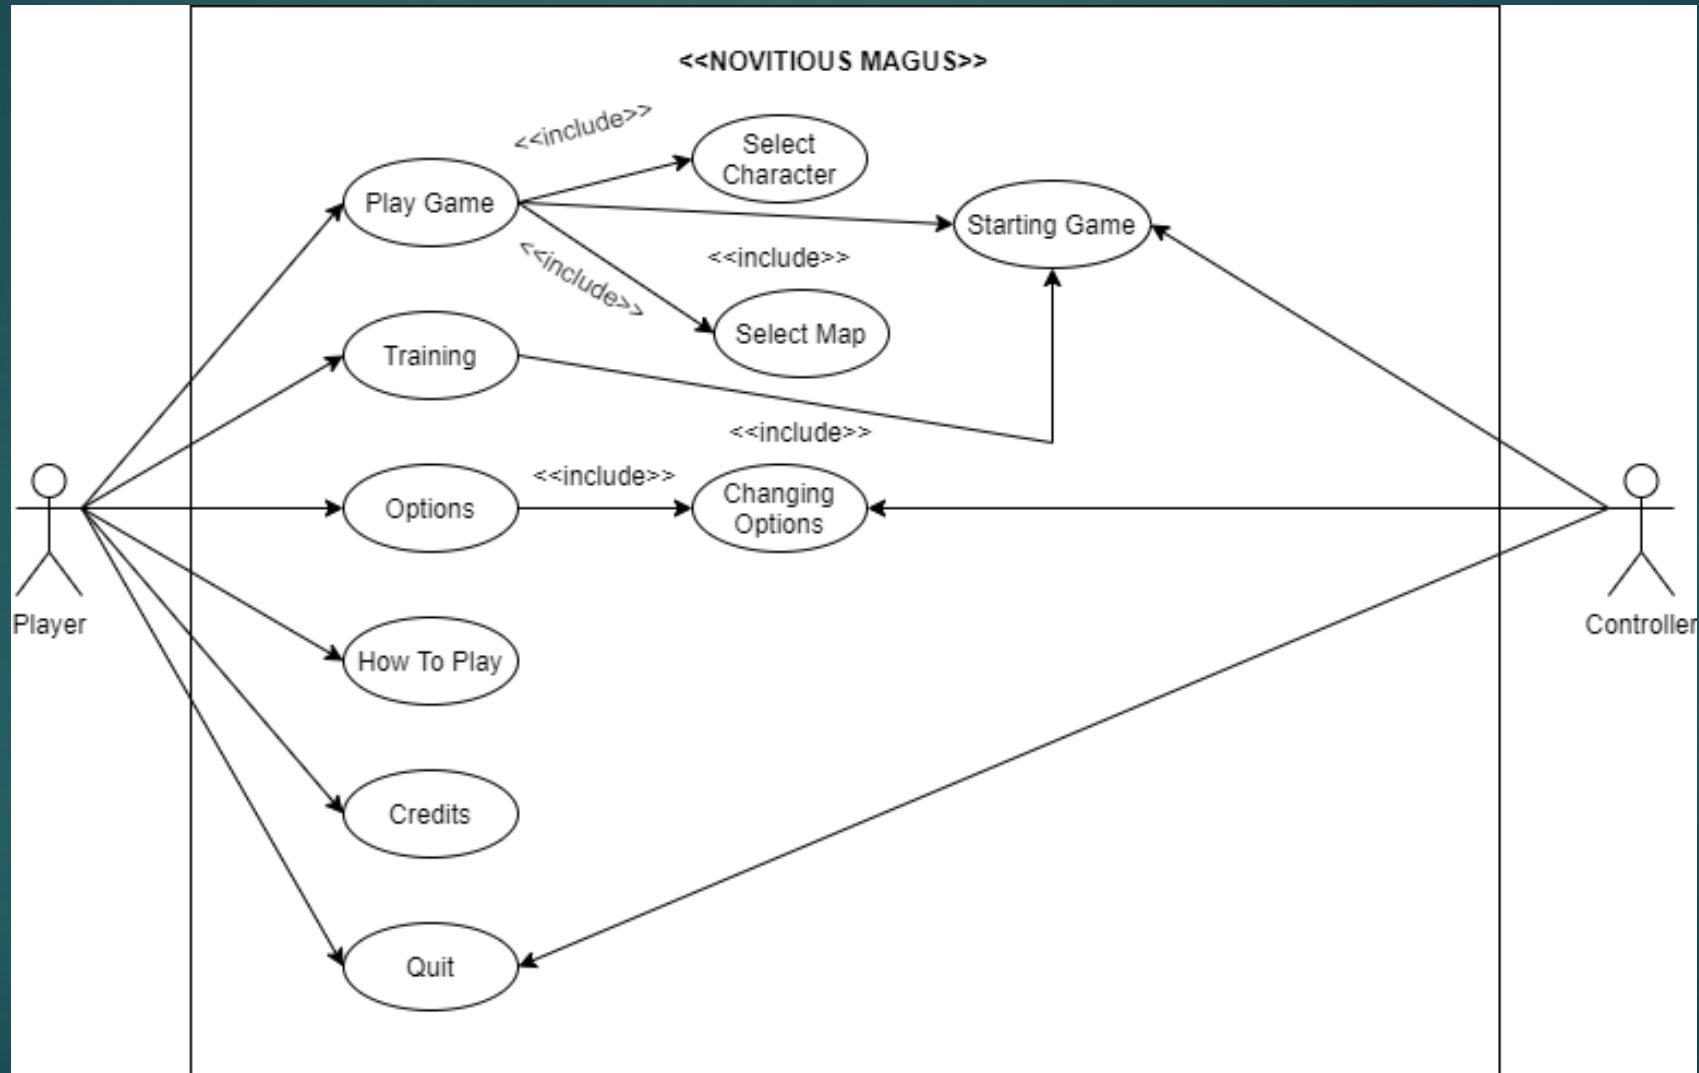 <<NOVITIOUS MAGUS>>
<<include>>
Select
Character
Play Game
Starting Game
<<include>>
<<include>>
Select Map
Training
<<include>>
<<include>>
Options
Changing
Options
Player
Controller
How To Play
Credits
Quit